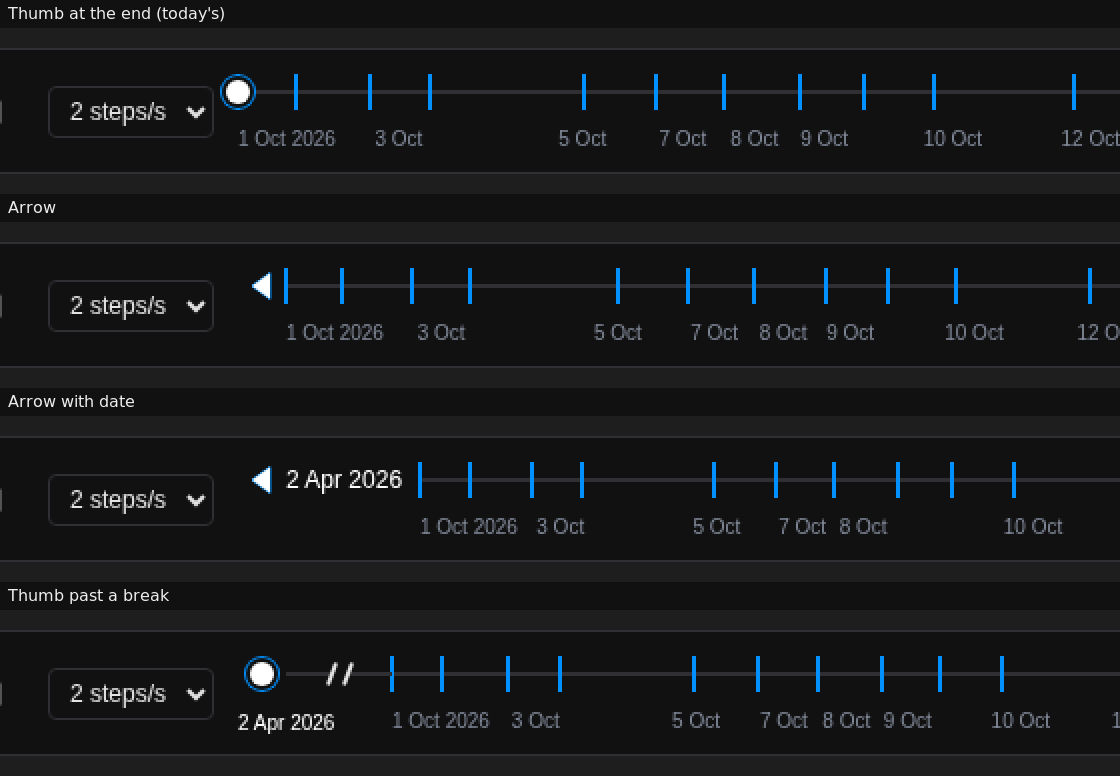 Thumb at the end (today's)
2 steps/s
1 Oct 2026 3 Oct 5 Oct 7 Oct 8 Oct 9 Oct 10 Oct 12 Oct
Arrow
2 steps/s
1 Oct 2026 3 Oct 5 Oct 7 Oct 8 Oct 9 Oct 10 Oct 12 O
Arrow with date
2 steps/s 2 Apr 2026
1 Oct 2026 3 Oct 5 Oct 7 Oct 8 Oct 10 Oct
Thumb past a break
//
2 steps/s
2 Apr 2026 1 Oct 2026 3 Oct 5 Oct 7 Oct 8 Oct 9 Oct 10 Oct 1